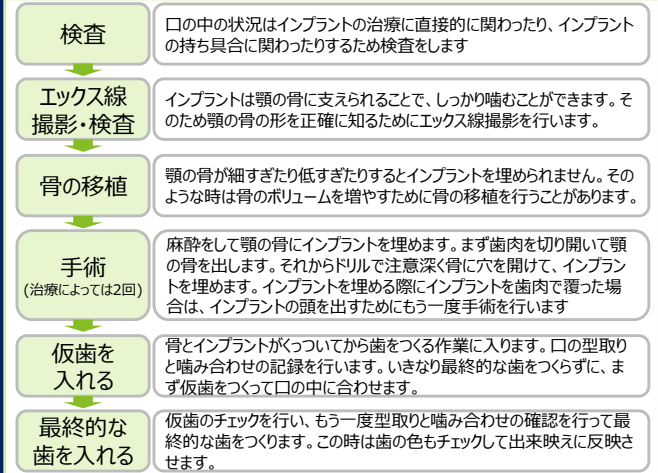 検査
口の中の状況はインプラントの治療に直接的に関わったり、インプラント
の持ち具合に関わったりするため検査をします
エックス線
撮影・検査
インプラントは顎の骨に支えられることで、しっかり噛むことができます。そ
のため顎の骨の形を正確に知るためにエックス線撮影を行います。
骨の移植
顎の骨が細すぎたり低すぎたりするとインプラントを埋められません。その
ような時は骨のボリュームを増やすために骨の移植を行うことがあります。
手術
(治療によっては2回)
麻酔をして顎の骨にインプラントを埋めます。まず歯肉を切り開いて顎
の骨を出します。それからドリルで注意深く骨に穴を開けて、インプラン
トを埋めます。インプラントを埋める際にインプラントを歯肉で覆った場
合は、インプラントの頭を出すためにもう一度手術を行います
仮歯を
入れる
骨とインプラントがくっついてから歯をつくる作業に入ります。口の型取り
と噛み合わせの記録を行います。いきなり最終的な歯をつくらずに、ま
ず仮歯をつくって口の中に合わせます。
最終的な
歯を入れる
仮歯のチェックを行い、もう一度型取りと噛み合わせの確認を行って最
終的な歯をつくります。この時は歯の色もチェックして出来映えに反映さ
せます。